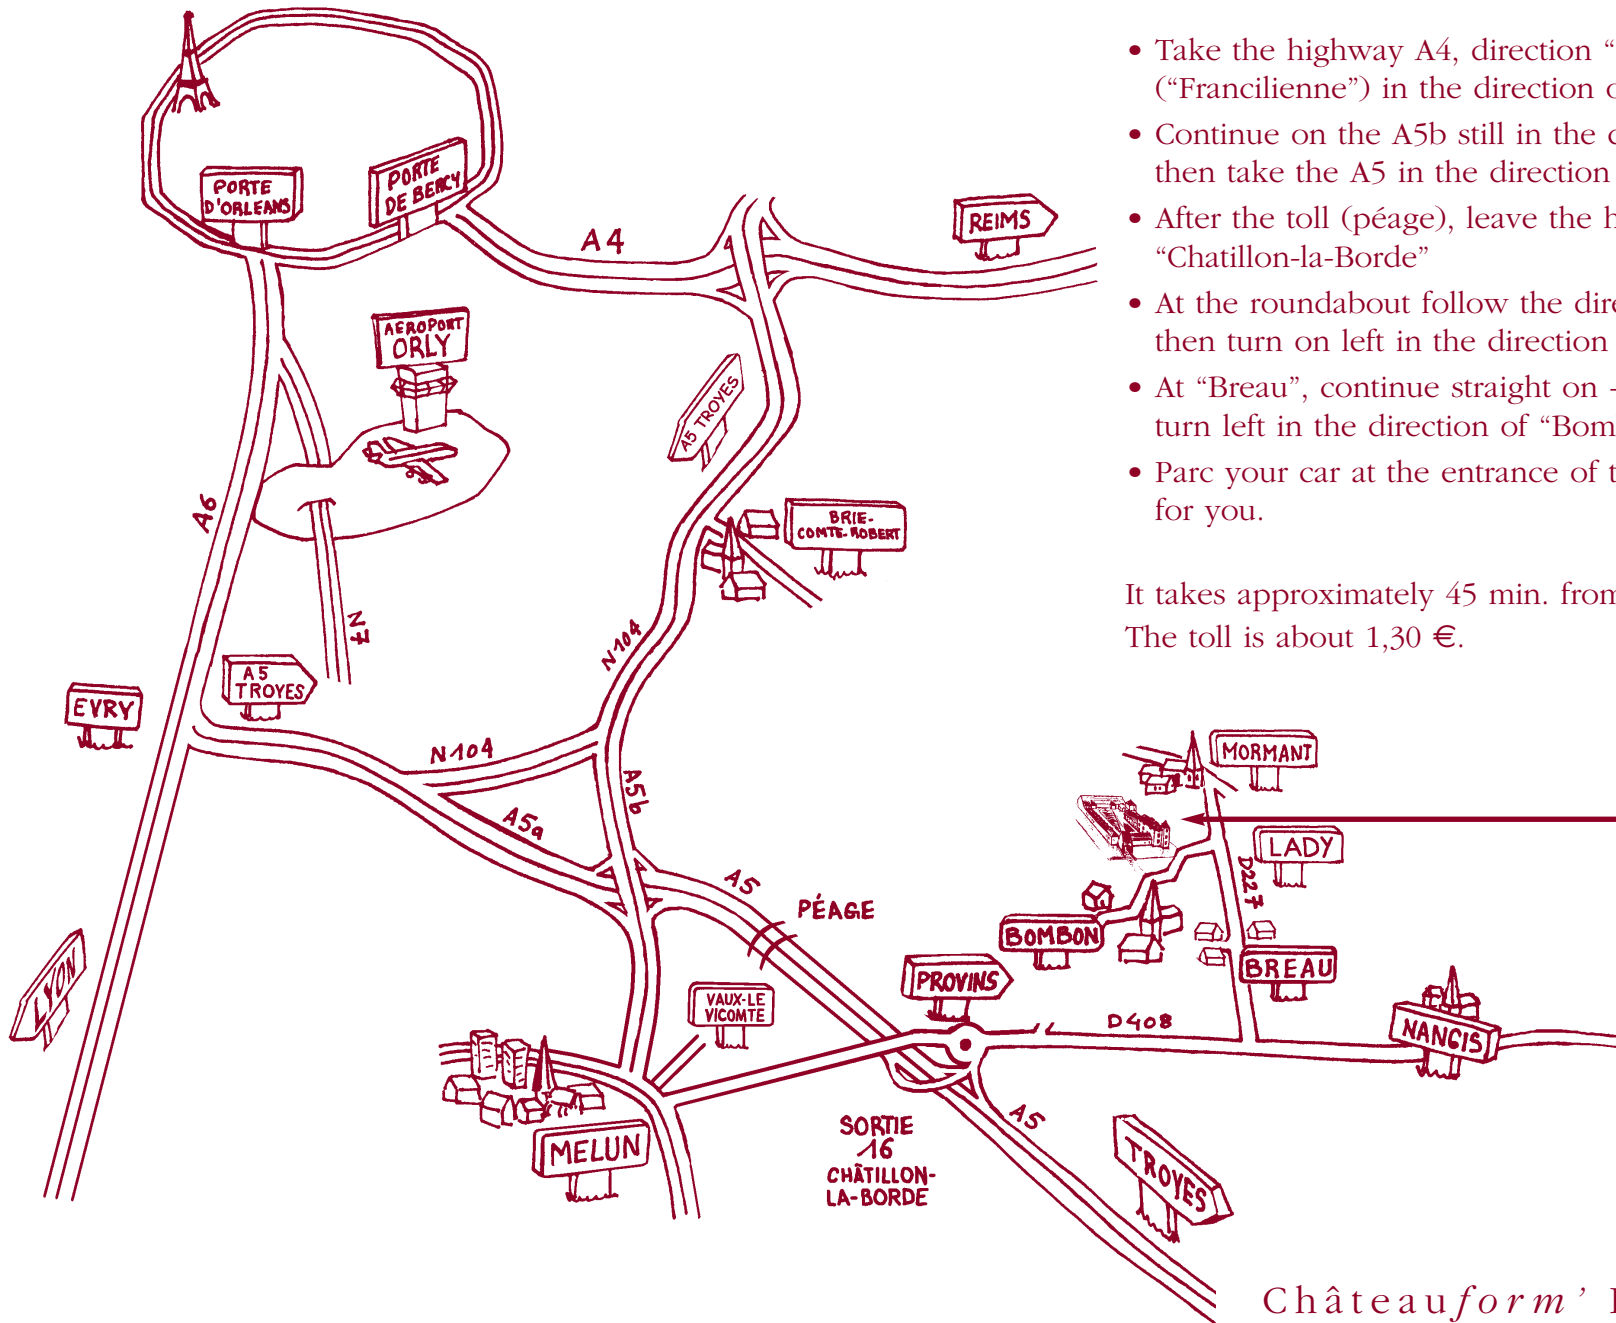 • Take the highway A4, direction “
(“Francilienne”) in the direction
• Continue on the A5b still in the
then take the A5 in the direction
• After the toll (péage), leave the
“Chatillon-la-Borde”
• At the roundabout follow the
then turn on left in the direction
• At “Breau”, continue straight on -
turn left in the direction of
• Parc your car at the entrance of
for you.
It takes approximately 45 min. from
The toll is about 1,30 €.
PORTE
D'ORLEANS
PORTE
DE BERCY
A4
REIMS
AEROPORT
ORLY
A5 TROYES
A6
BRIE-
COMTE-ROBERT
N7
N104
A5
TROYES
EVRY
N104
A5b
A5a
MORMANT
LADY
D227
A5
PÉAGE
BOMBON
BREAU
PROVINS
LYON
VAUX-LE
VICOMTE
D408
NANGIS
MELUN
SORTIE
16
CHÂTILLON-
LA-BORDE
A5
TROYES
Châteauform’